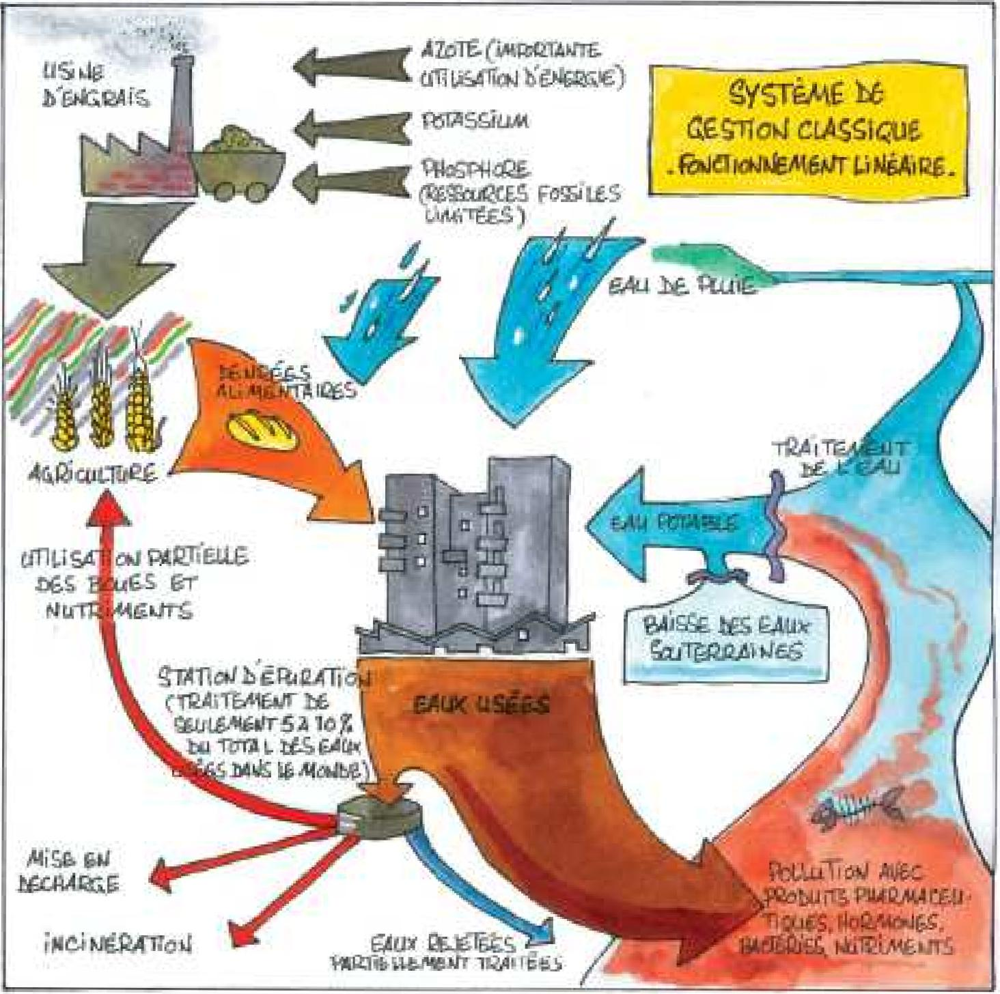 USINE
D'ENGRAIS
AZOTE (IMPORTANTE
UTILISATION D'ÉNERGIE)
POTASSIUM
PHOSPHORE
(RESSOURCES FOSSILES
LIMITÉES)
SYSTÈME DE
GESTION CLASSIQUE
- FONCTIONNEMENT LINÉAIRE -
EAU DE PLUIE
DENRÉES
ALIMENTAIRES
AGRICULTURE
TRAITEMENT
DE L'EAU
EAU POTABLE
UTILISATION PARTIELLE
DES BOUES ET
NUTRIMENTS
BAISSE DES EAUX
SOUTERRAINES
STATION D'ÉPURATION
(TRAITEMENT DE
SEULEMENT 5 À 10%
DU TOTAL DES EAUX
USÉES DANS LE MONDE)
EAUX USÉES
MISE EN
DÉCHARGE
INCINÉRATION
EAUX REJETÉES
PARTIELLEMENT TRAITÉES
POLLUTION AVEC
PRODUITS PHARMACEU-
TIQUES, HORMONES,
BACTÉRIES, NUTRIMENTS